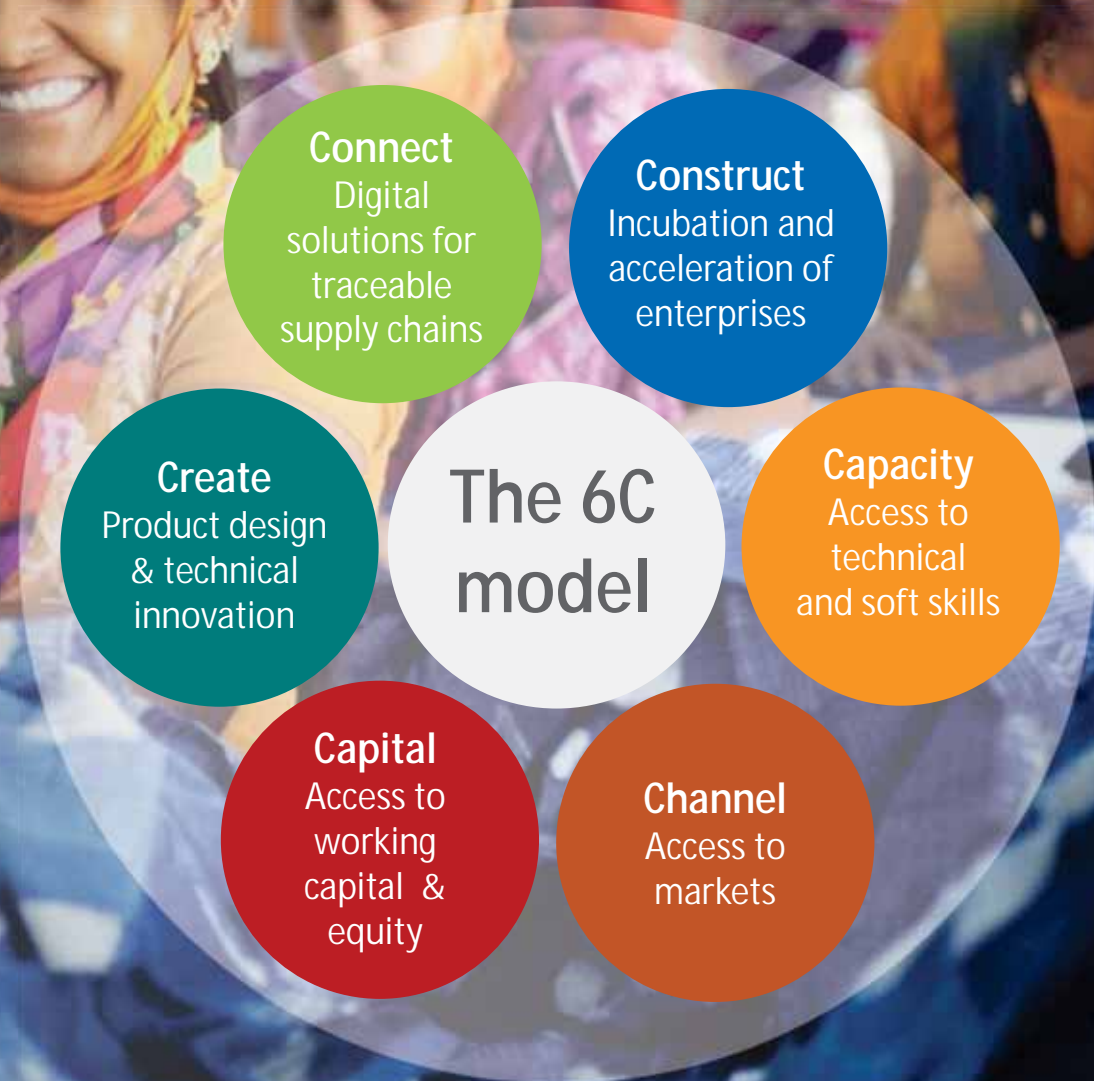 The 6C
model
Connect
Digital
solutions for
traceable
supply chains
Construct
Incubation and
acceleration of
enterprises
Capacity
Access to
technical
and soft skills
Channel
Access to
markets
Capital
Access to
working
capital &
equity
Create
Product design
& technical
innovation